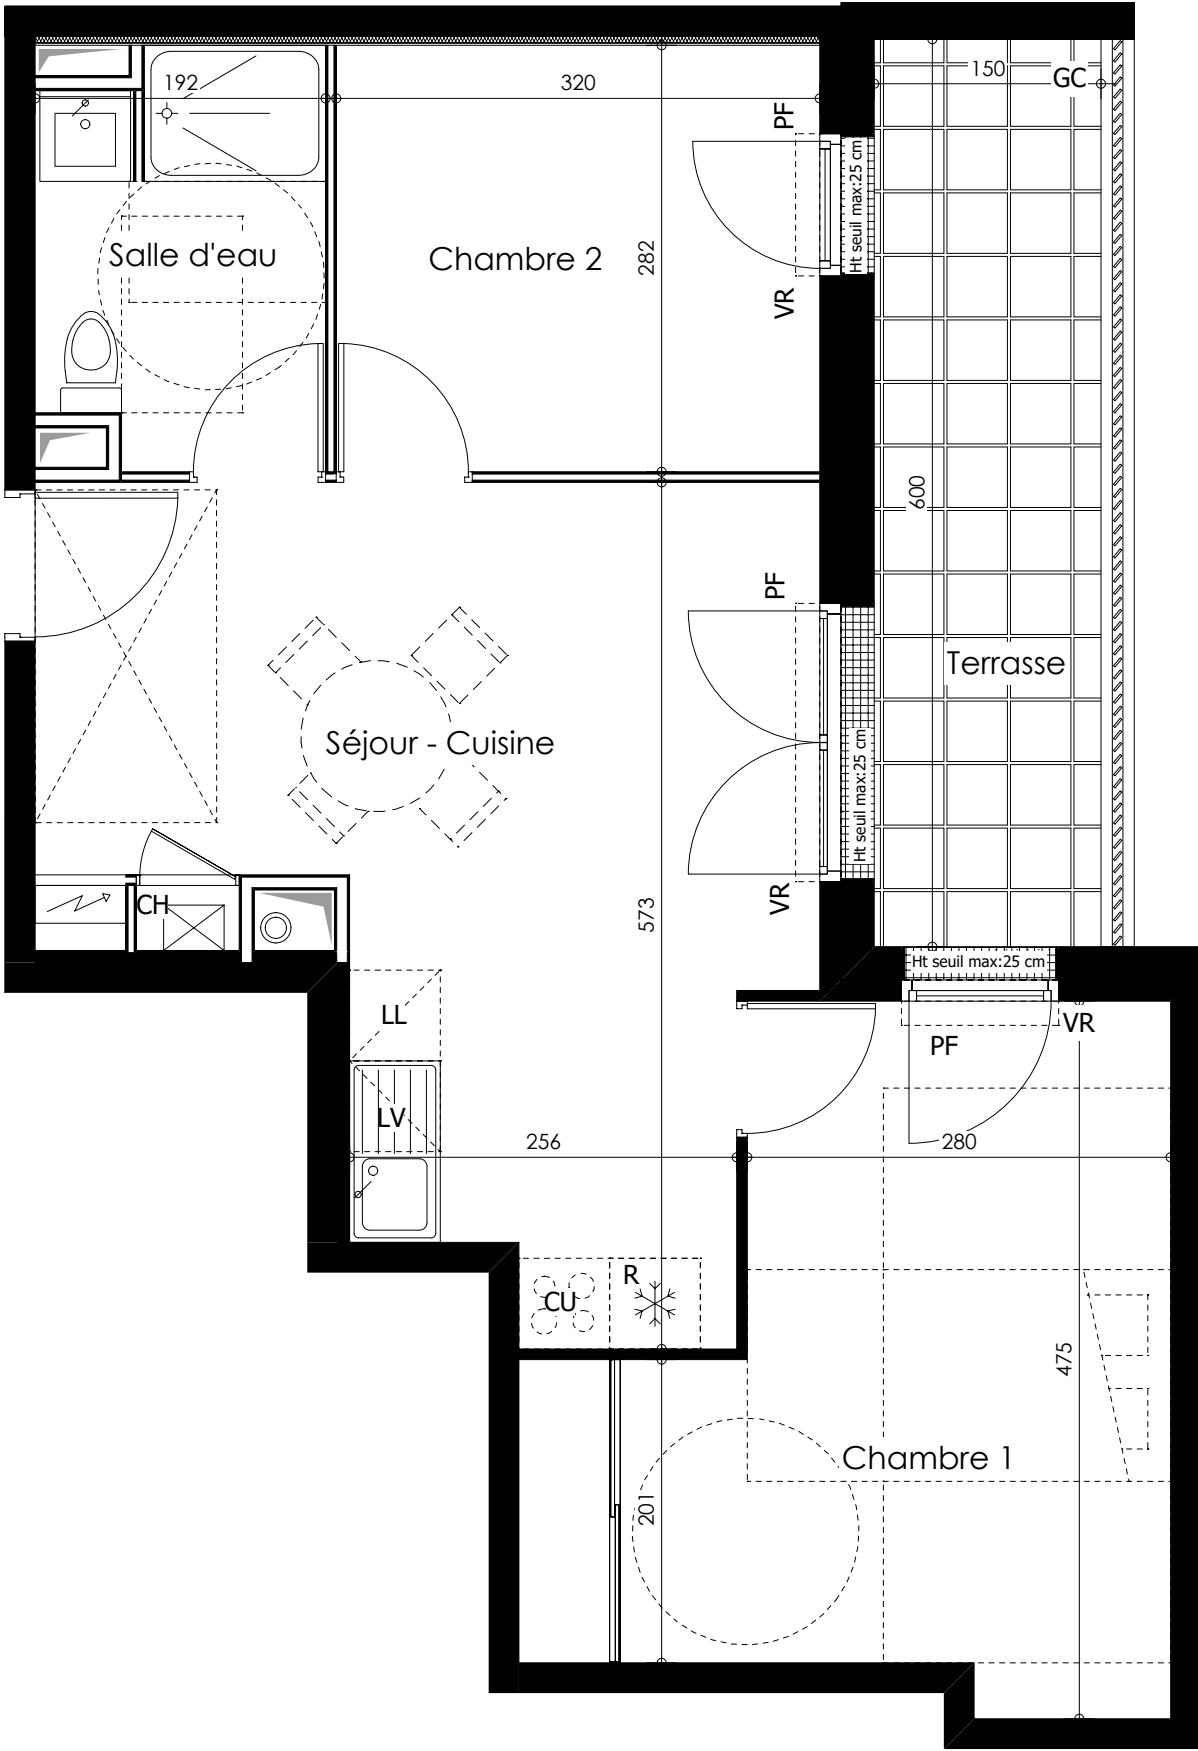 192
320
150
GC
PF
Ht seuil max:25 cm
Salle d'eau
Chambre 2
282
VR
600
PF
Terrasse
Séjour - Cuisine
Ht seuil max:25 cm
VR
CH
573
Ht seuil max:25 cm
LL
VR
PF
LV
256
280
R
CU
475
Chambre 1
201